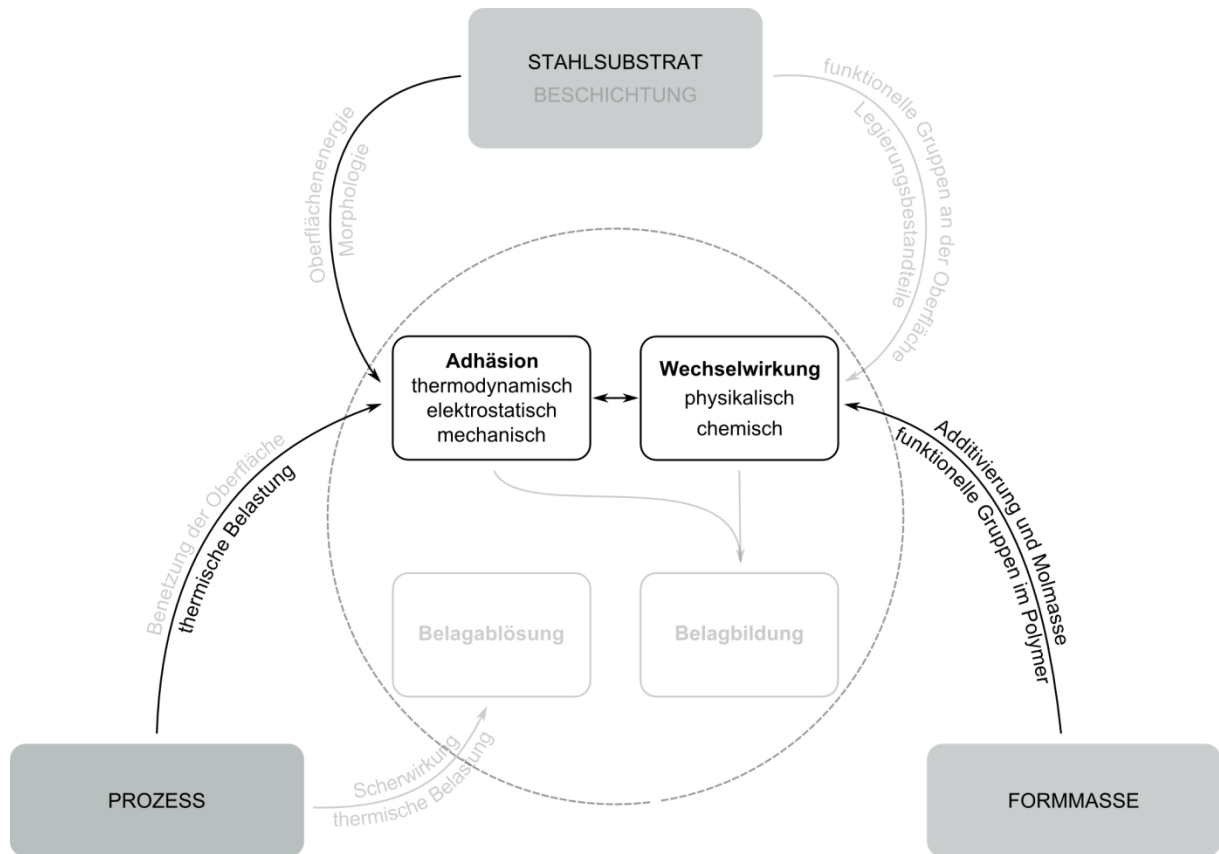 STAHLSUBSTRAT
BESCHICHTUNG
Oberflächenenergie
Morphologie
funktionelle Gruppen an der Oberfläche
Legierungsbestandteile
Adhäsion
thermodynamisch
elektrostatisch
mechanisch
Wechselwirkung
physikalisch
chemisch
Benetzung der Oberfläche
thermische Belastung
Additivierung und Molmasse
funktionelle Gruppen im Polymer
Belagablösung
Belagbildung
Scherwirkung
thermische Belastung
PROZESS
FORMMASSE